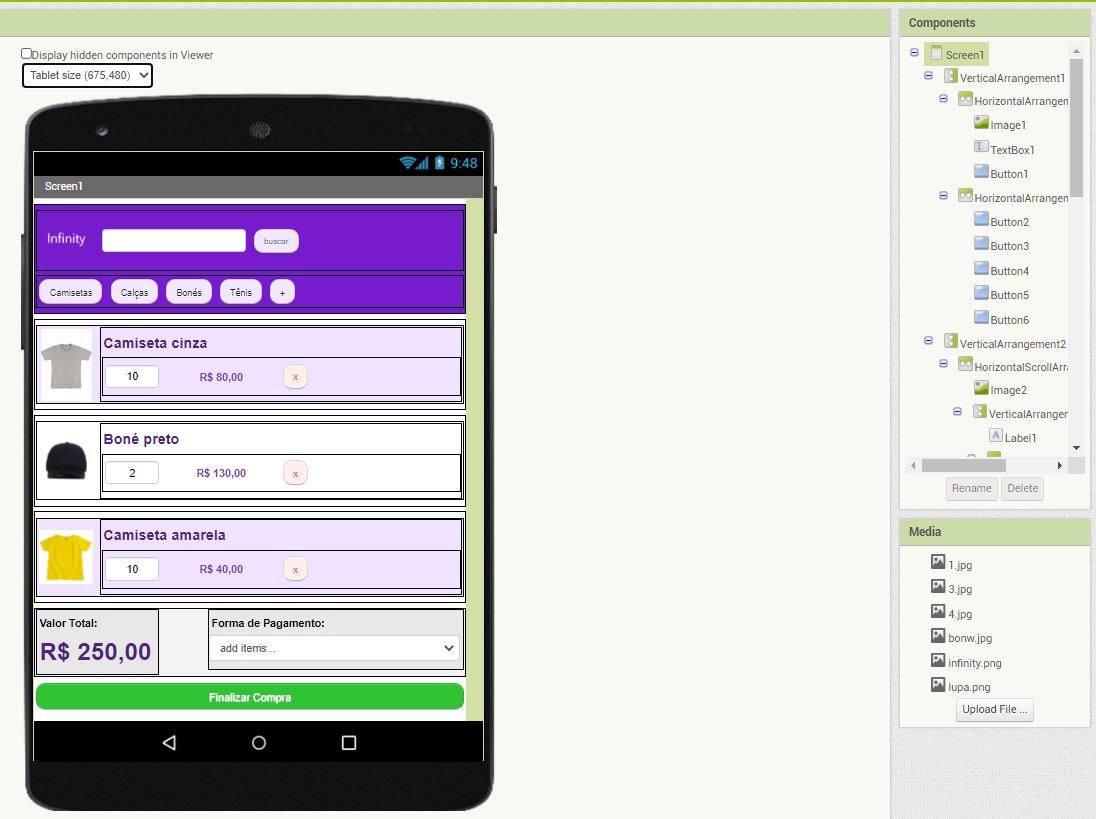 Display hidden components in Viewer
Tablet size (675,480)
9:48
Screen1
Infinity
buscar
Camisetas Calças Bonés Tênis +
Camiseta cinza
10 R$ 80,00 x
Boné preto
2 R$ 130,00 x
Camiseta amarela
10 R$ 40,00 x
Valor Total:
R$ 250,00
Forma de Pagamento:
add items...
Finalizar Compra
Components
Screen1
VerticalArrangement1
HorizontalArrangen
Image1
TextBox1
Button1
HorizontalArrangen
Button2
Button3
Button4
Button5
Button6
VerticalArrangement2
HorizontalScrollArra
Image2
VerticalArrangen
Label1
Rename Delete
Media
1.jpg
3.jpg
4.jpg
bonw.jpg
infinity.png
lupa.png
Upload File ...